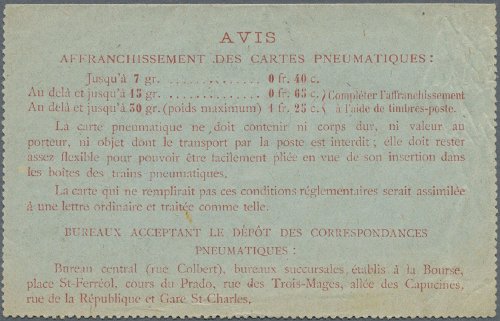 AVIS
AFFRANCHISSEMENT DES CARTES PNEUMATIQUES :
Jusqu'à 7 gr. . . . . . . . . . . . . 0 fr. 40 c.
Au delà et jusqu'à 15 gr. . . . . . . . . . . . . 0 fr. 65 c. Compléter l'affranchissement
Au delà et jusqu'à 30 gr. (poids maximum) 1 fr. 25 c. à l'aide de timbres-poste.
La carte pneumatique ne doit contenir ni corps dur, ni valeur au
porteur, ni objet dont le transport par la poste est interdit ; elle doit rester
assez flexible pour pouvoir être facilement pliée en vue de son insertion dans
les boîtes des trains pneumatiques.
La carte qui ne remplirait pas ces conditions réglementaires serait assimilée
à une lettre ordinaire et traitée comme telle.
BUREAUX ACCEPTANT LE DÉPÔT DES CORRESPONDANCES
PNEUMATIQUES :
Bureau central (rue Colbert), bureaux succursales, établis à la Bourse,
place St-Ferréol, cours du Prado, rue des Trois-Mages, allée des Capucines,
rue de la République et Gare St-Charles.